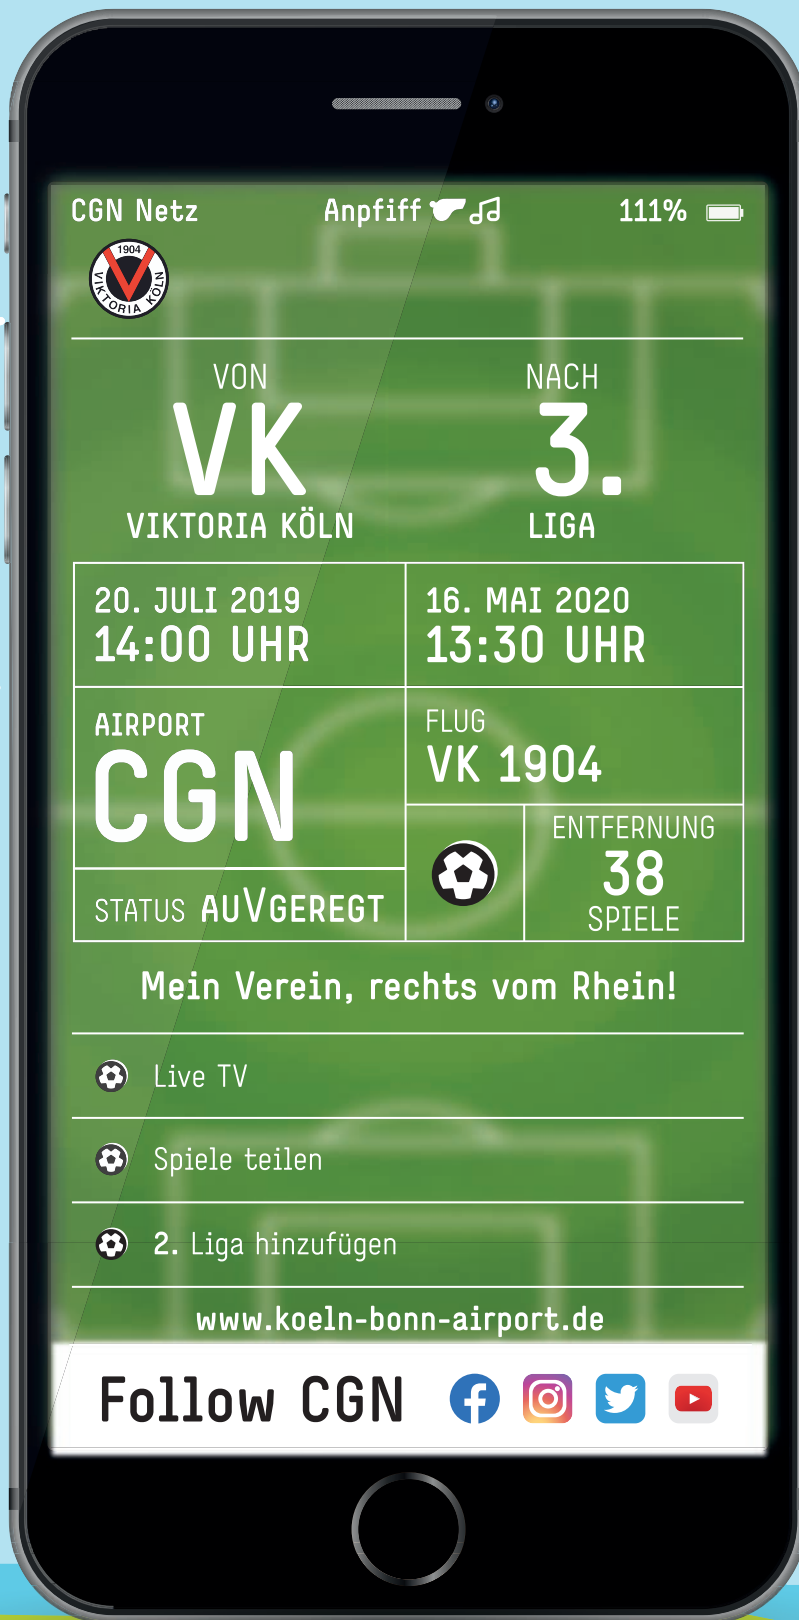 CGN Netz Anpfiff 111%
1904
VIKTORIA KÖLN
VON
VK
VIKTORIA KÖLN
NACH
3.
LIGA
20. JULI 2019
14:00 UHR
16. MAI 2020
13:30 UHR
AIRPORT
CGN
FLUG
VK 1904
STATUS AUVGEREGT
ENTFERNUNG
38
SPIELE
Mein Verein, rechts vom Rhein!
Live TV
Spiele teilen
2. Liga hinzufügen
www.koeln-bonn-airport.de
Follow CGN